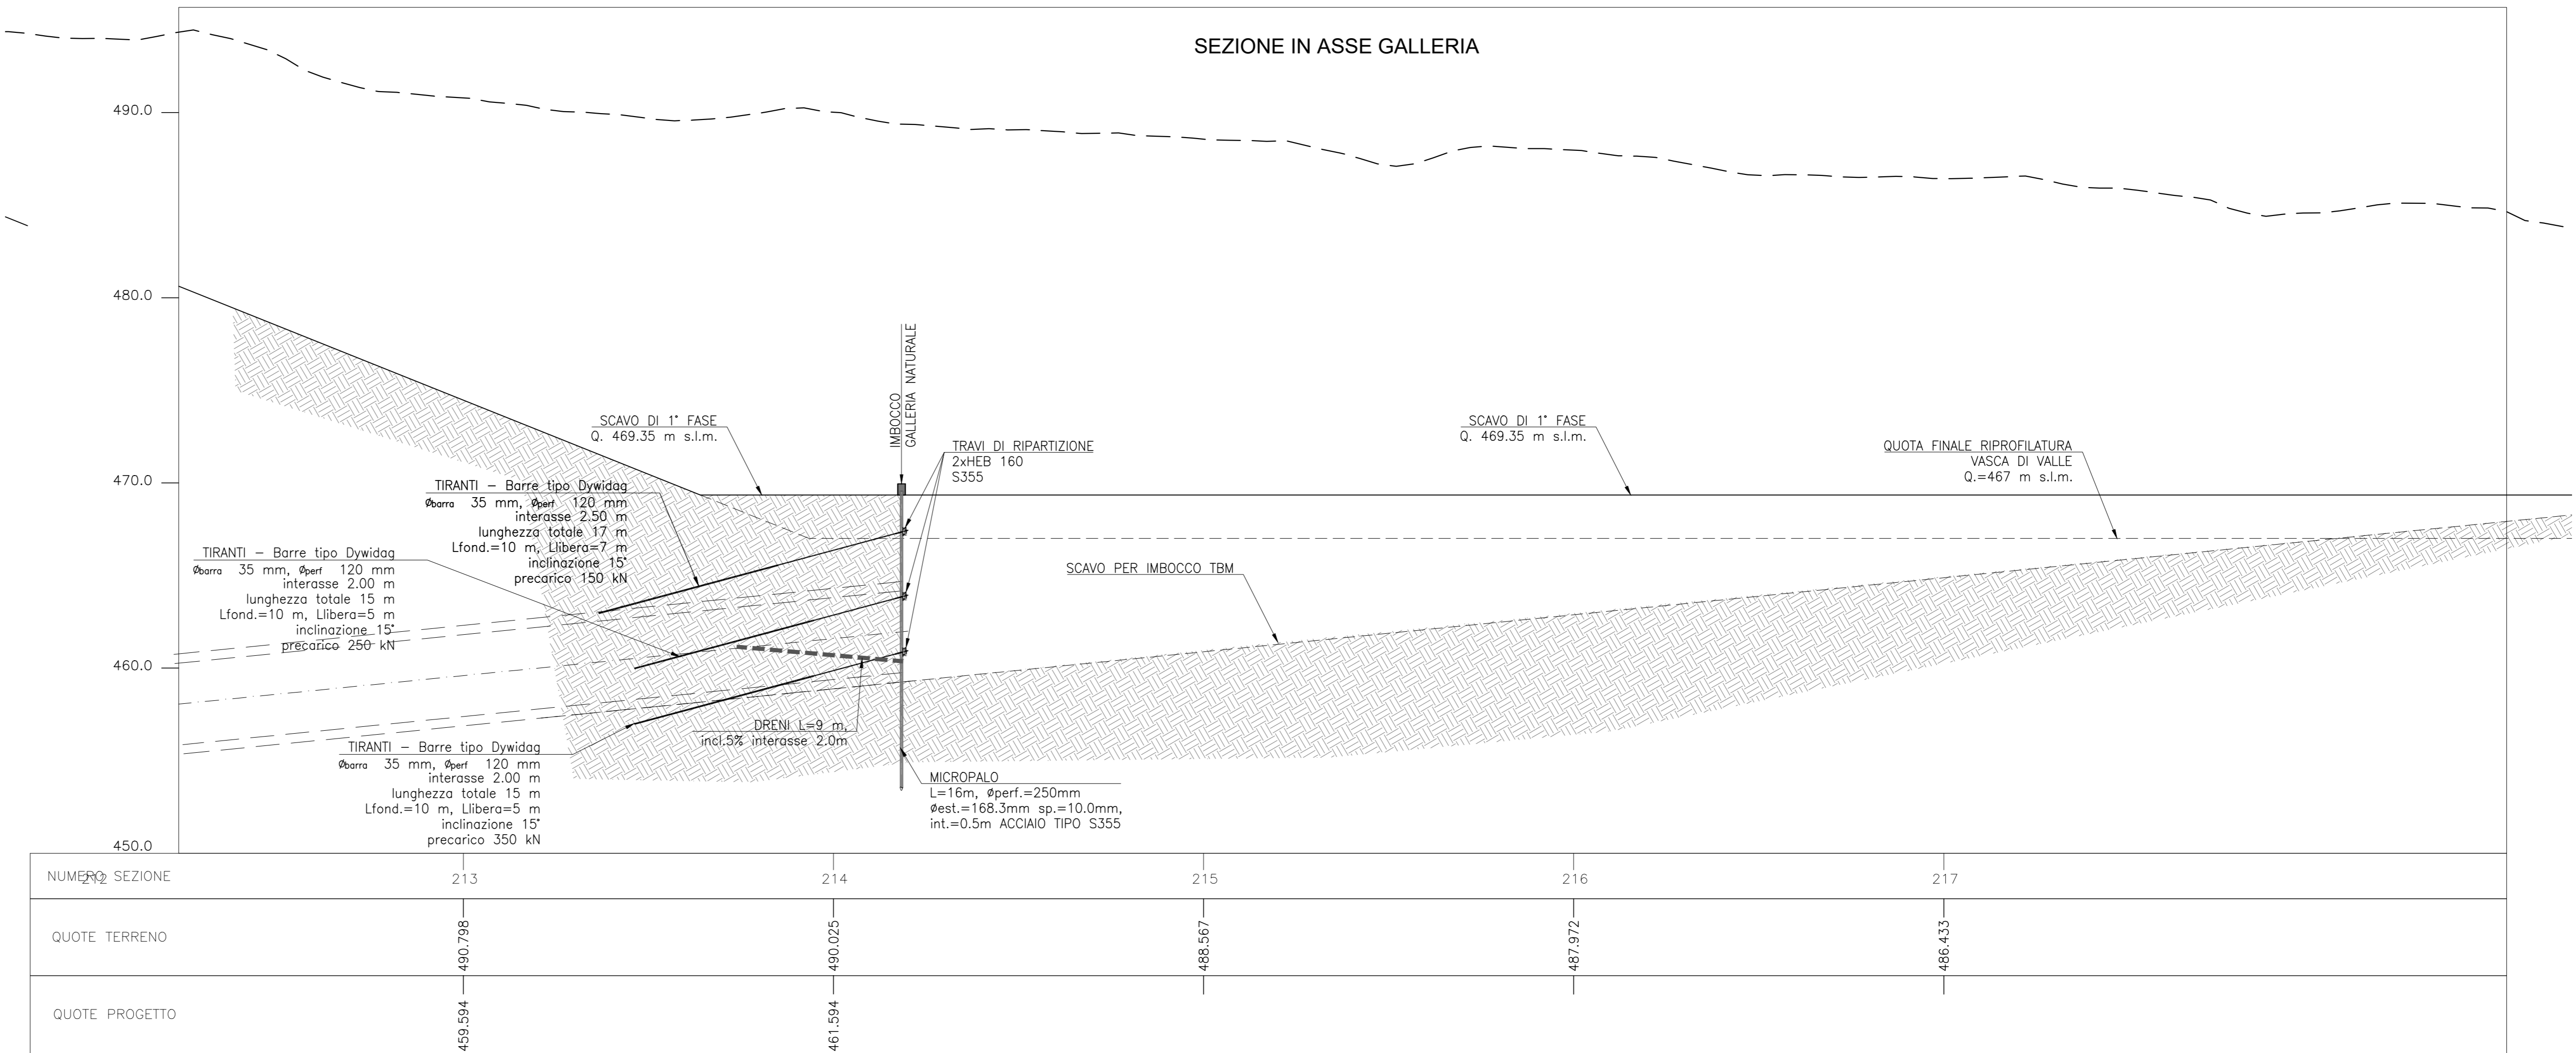 SEZIONE IN ASSE GALLERIA
490.0
480.0
470.0
460.0
450.0
IMBOCCO
GALLERIA NATURALE
SCAVO DI 1° FASE
Q. 469.35 m s.l.m.
TRAVI DI RIPARTIZIONE
2xHEB 160
S355
SCAVO DI 1° FASE
Q. 469.35 m s.l.m.
QUOTA FINALE RIPROFILATURA
VASCA DI VALLE
Q.=467 m s.l.m.
TIRANTI – Barre tipo Dywidag
Øbarra 35 mm, Øperf 120 mm
interasse 2.50 m
lunghezza totale 17 m
Lfond.=10 m, Llibera=7 m
inclinazione 15°
precarico 150 kN
TIRANTI – Barre tipo Dywidag
Øbarra 35 mm, Øperf 120 mm
interasse 2.00 m
lunghezza totale 15 m
Lfond.=10 m, Llibera=5 m
inclinazione 15°
precarico 250 kN
SCAVO PER IMBOCCO TBM
DRENI L=9 m,
incl.5% interasse 2.0m
TIRANTI – Barre tipo Dywidag
Øbarra 35 mm, Øperf 120 mm
interasse 2.00 m
lunghezza totale 15 m
Lfond.=10 m, Llibera=5 m
inclinazione 15°
precarico 350 kN
MICROPALO
L=16m, Øperf.=250mm
Øest.=168.3mm sp.=10.0mm,
int.=0.5m ACCIAIO TIPO S355
NUMERO SEZIONE
212
213
214
215
216
217
QUOTE TERRENO
490.798
490.025
488.567
487.972
486.433
QUOTE PROGETTO
459.594
461.594